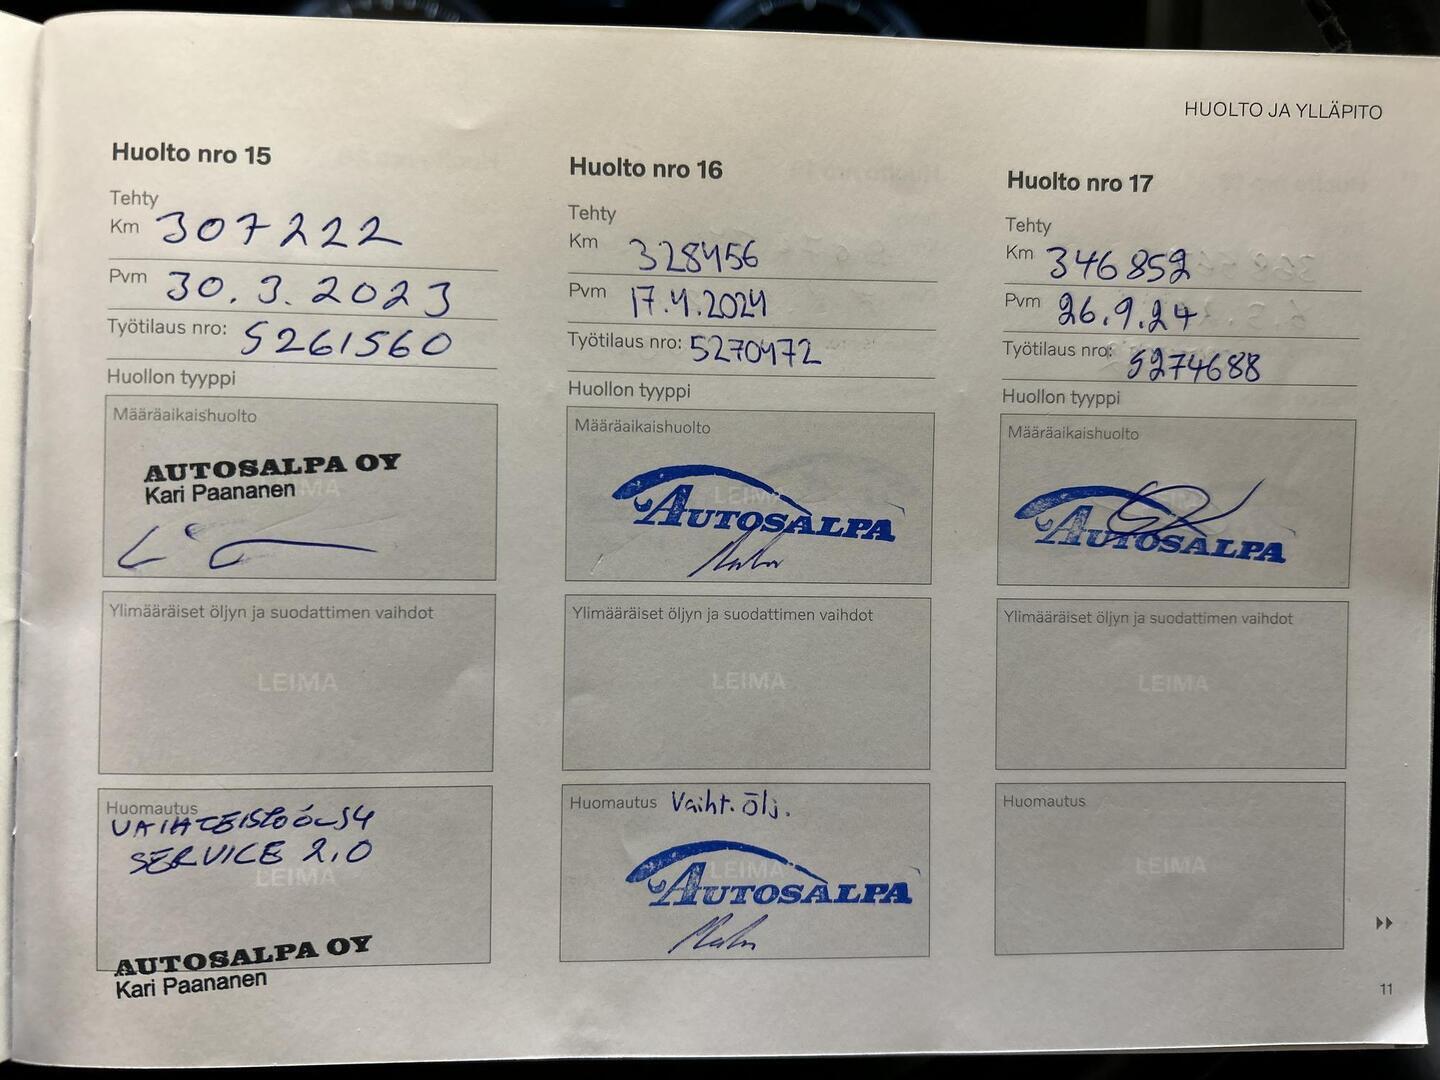 HUOLTO JA YLLÄPITO
Huolto nro 15
Tehty
Km 307222
Pvm 30.3.2023
Työtilaus nro: 5261560
Huollon tyyppi
Määräaikaishuolto
LEIMA
AUTOSALPA OY
Kari Paananen
Ylimääräiset öljyn ja suodattimen vaihdot
LEIMA
Huomautus
VAIHTEISTOÖLJY
SERVICE 2.0
LEIMA
AUTOSALPA OY
Kari Paananen
Huolto nro 16
Tehty
Km 328456
Pvm 17.4.2024
Työtilaus nro: 5270472
Huollon tyyppi
Määräaikaishuolto
LEIMA
AUTOSALPA
Ylimääräiset öljyn ja suodattimen vaihdot
LEIMA
Huomautus Vaiht. ölj.
LEIMA
AUTOSALPA
Huolto nro 17
Tehty
Km 346852
Pvm 26.9.24
Työtilaus nro: 5274688
Huollon tyyppi
Määräaikaishuolto
LEIMA
AUTOSALPA
Ylimääräiset öljyn ja suodattimen vaihdot
LEIMA
Huomautus
LEIMA
11